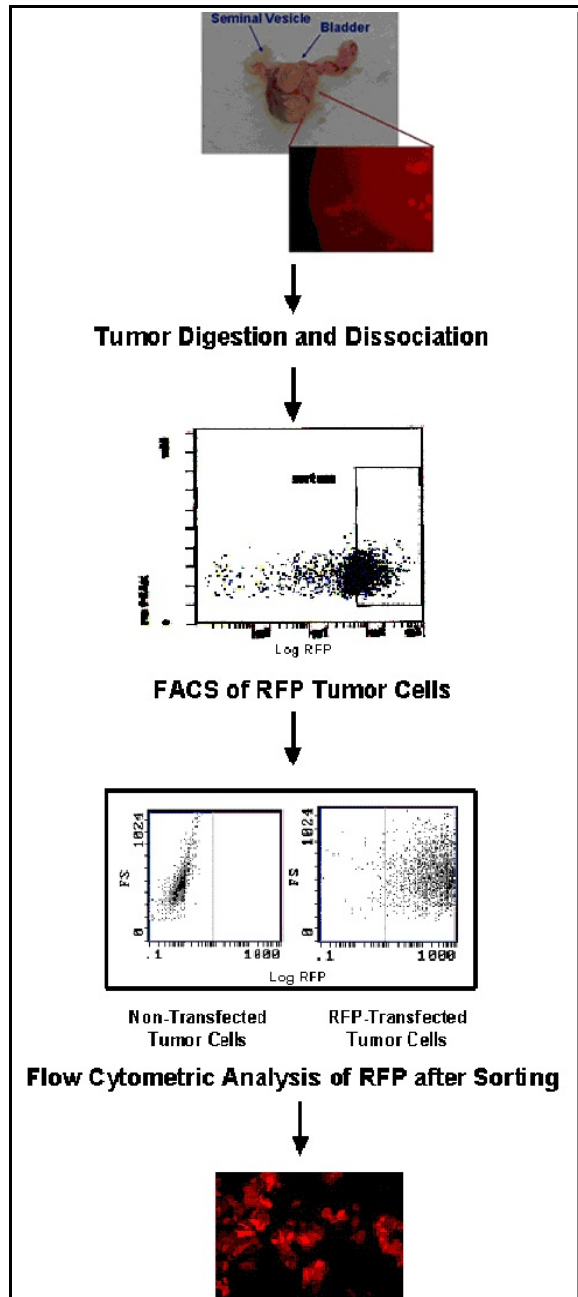 Seminal Vesicle
Bladder
Tumor Digestion and Dissociation
Log RFP
FACS of RFP Tumor Cells
FS
1024
0
.1
1000
FS
1024
0
.1
1000
Log RFP
Non-Transfected
Tumor Cells
RFP-Transfected
Tumor Cells
Flow Cytometric Analysis of RFP after Sorting